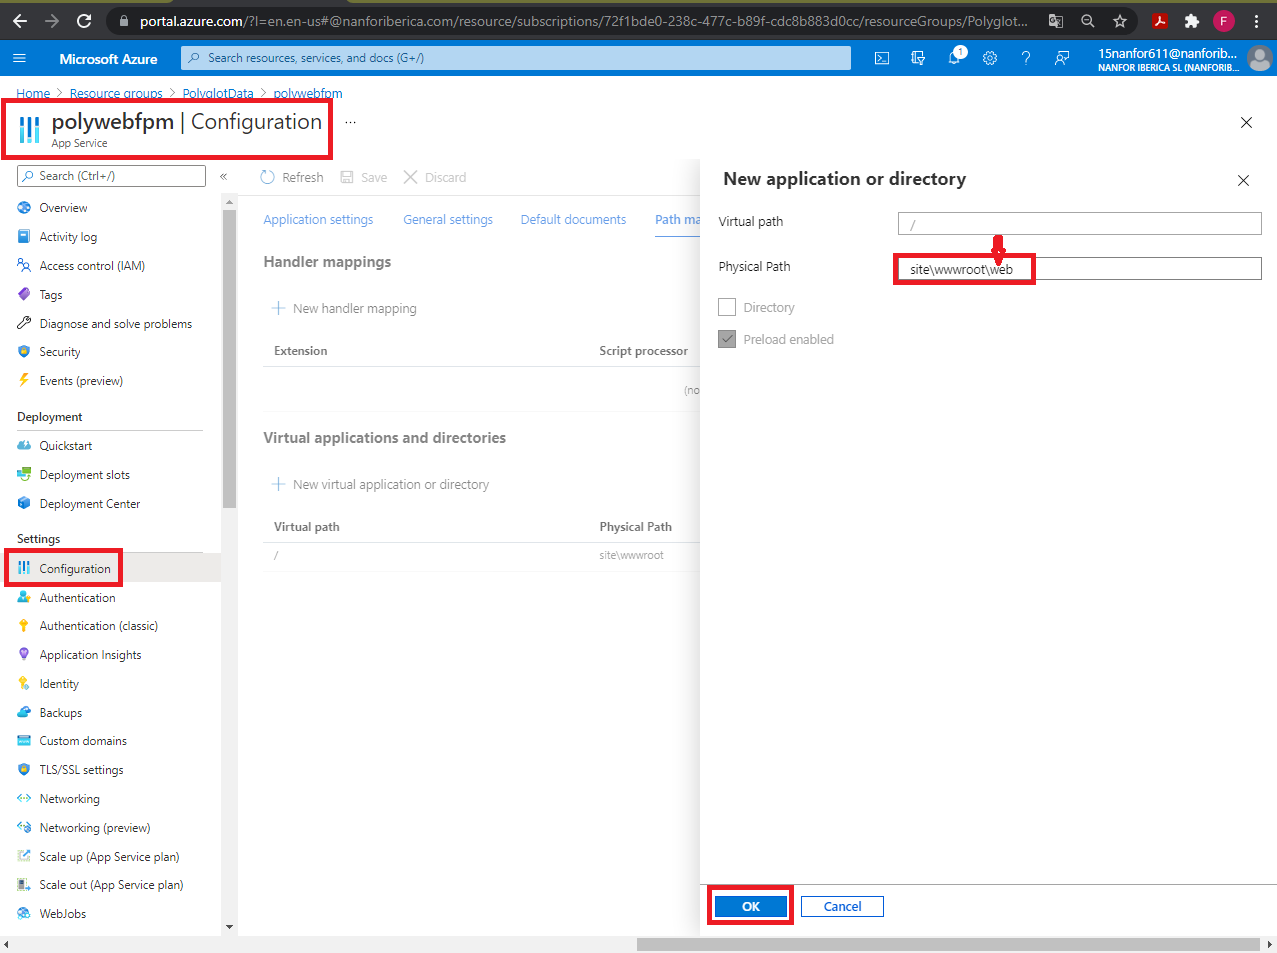 portal.azure.com/?l=en.en-us#@nanforiberica.com/resource/subscriptions/72f1bde0-238c-477c-b89f-cdc8b883d0cc/resourceGroups/Polyglot...
F
Microsoft Azure
Search resources, services, and docs (G+/)
1
15nanfor611@nanforib...
NANFOR IBERICA SL (NANFORIB...
Home > Resource groups > PolyglotData > polywebfpm
polywebfpm | Configuration ...
App Service
Search (Ctrl+/)
«
Overview
Activity log
Access control (IAM)
Tags
Diagnose and solve problems
Security
Events (preview)
Deployment
Quickstart
Deployment slots
Deployment Center
Settings
Configuration
Authentication
Authentication (classic)
Application Insights
Identity
Backups
Custom domains
TLS/SSL settings
Networking
Networking (preview)
Scale up (App Service plan)
Scale out (App Service plan)
WebJobs
Refresh Save Discard
Application settings General settings Default documents Path ma
Handler mappings
New handler mapping
Extension Script processor
(no
Virtual applications and directories
New virtual application or directory
Virtual path Physical Path
/ site\wwwroot
New application or directory
Virtual path /
Physical Path site\wwwroot\web
Directory
Preload enabled
OK Cancel